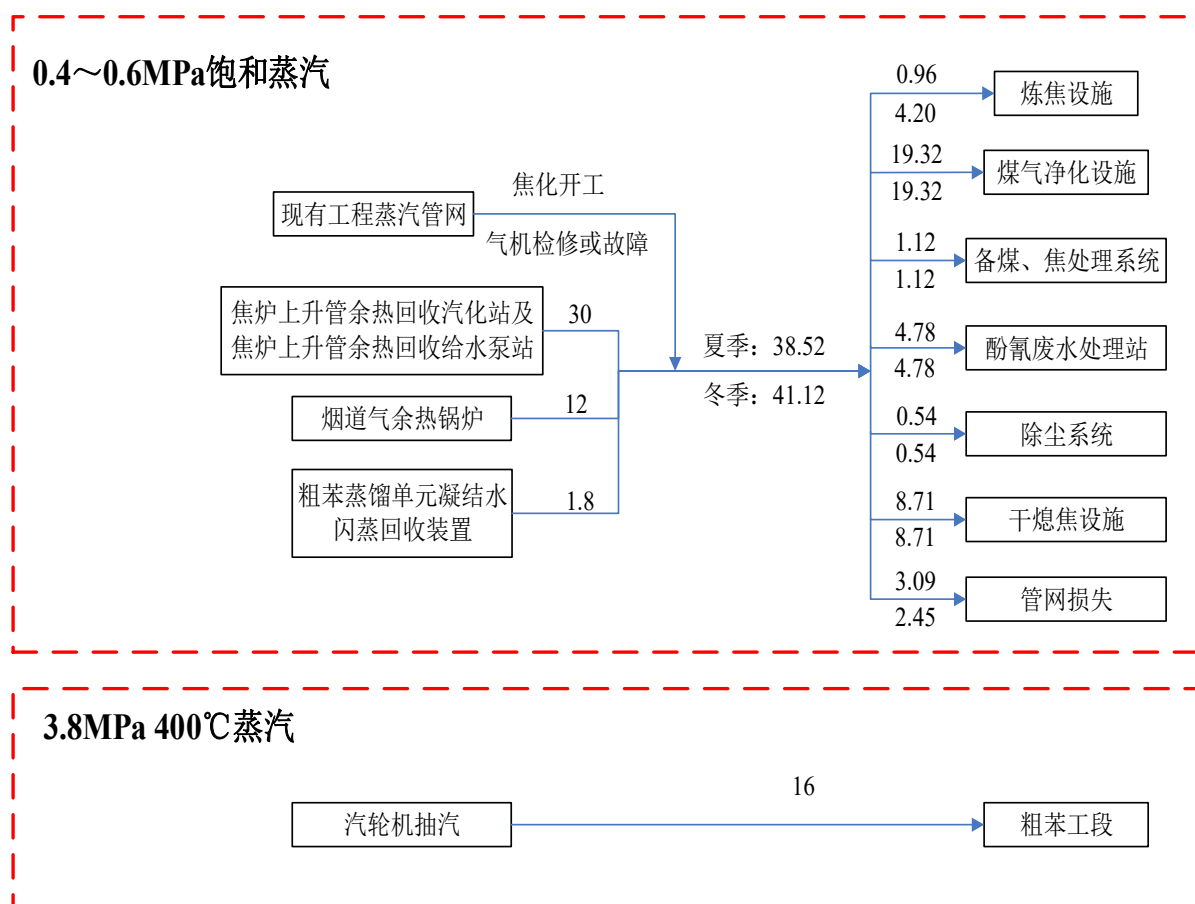 0.4～0.6MPa饱和蒸汽
现有工程蒸汽管网
焦化开工
气机检修或故障
焦炉上升管余热回收汽化站及
焦炉上升管余热回收给水泵站
30
烟道气余热锅炉
12
粗苯蒸馏单元凝结水
闪蒸回收装置
1.8
夏季：38.52
冬季：41.12
0.96
4.20
炼焦设施
19.32
19.32
煤气净化设施
1.12
1.12
备煤、焦处理系统
4.78
4.78
酚氰废水处理站
0.54
0.54
除尘系统
8.71
8.71
干熄焦设施
3.09
2.45
管网损失
3.8MPa 400℃蒸汽
汽轮机抽汽
16
粗苯工段